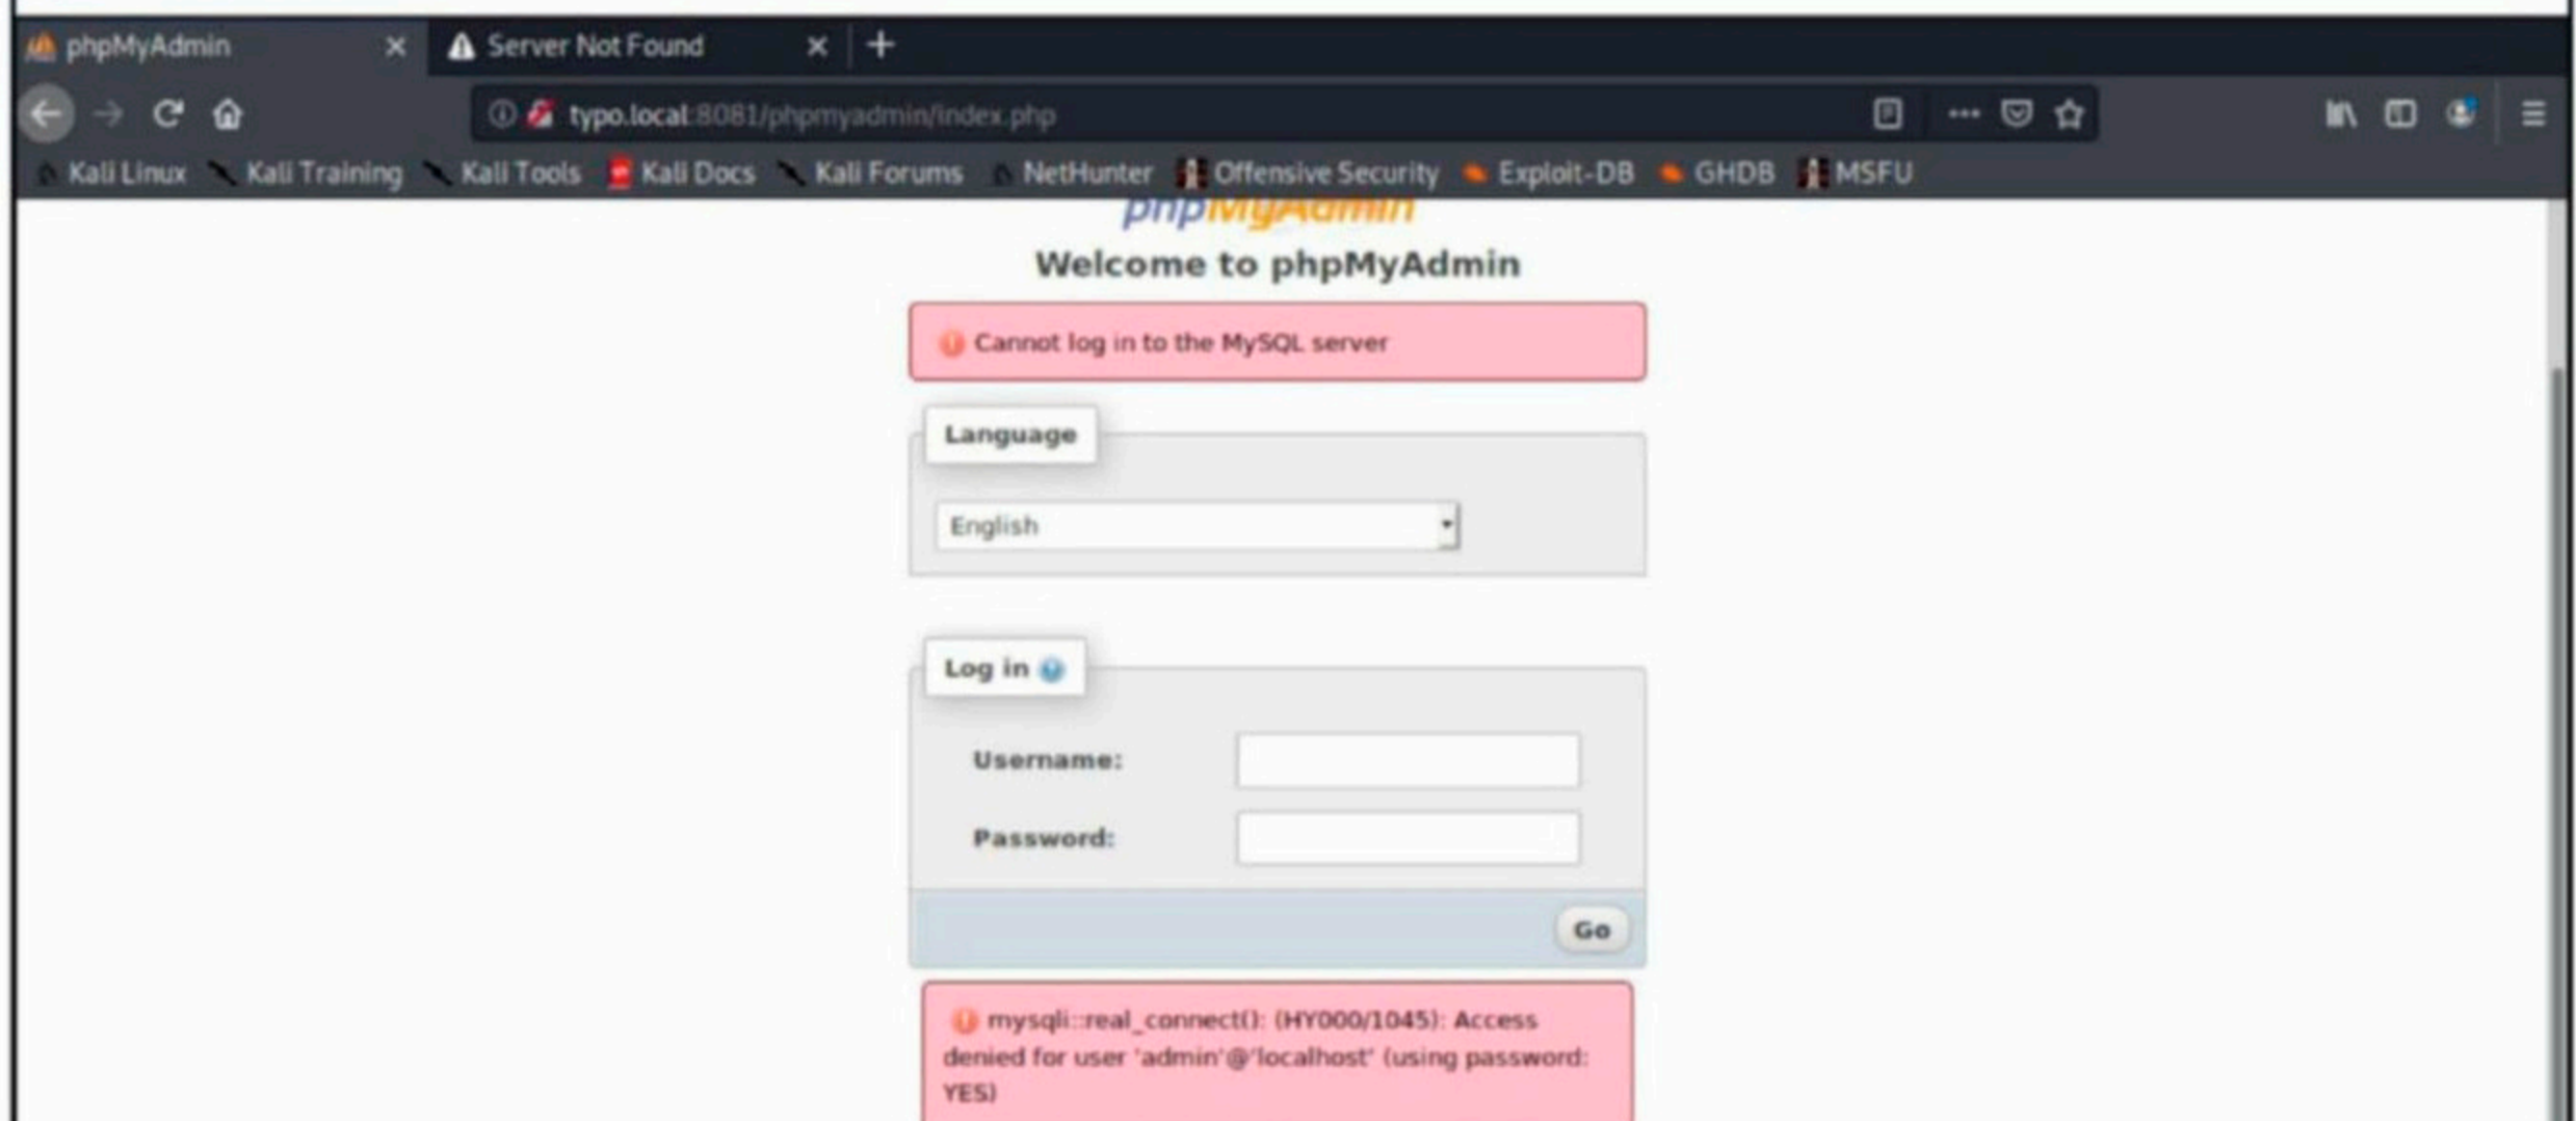 phpMyAdmin
Server Not Found
typo.local:8081/phpmyadmin/index.php
Kali Linux Kali Training Kali Tools Kali Docs Kali Forums NetHunter Offensive Security Exploit-DB GHDB MSFU
phpMyAdmin
Welcome to phpMyAdmin
Cannot log in to the MySQL server
Language
English
Log in
Username:
Password:
Go
mysqli::real_connect(): (HY000/1045): Access
denied for user 'admin'@'localhost' (using password:
YES)